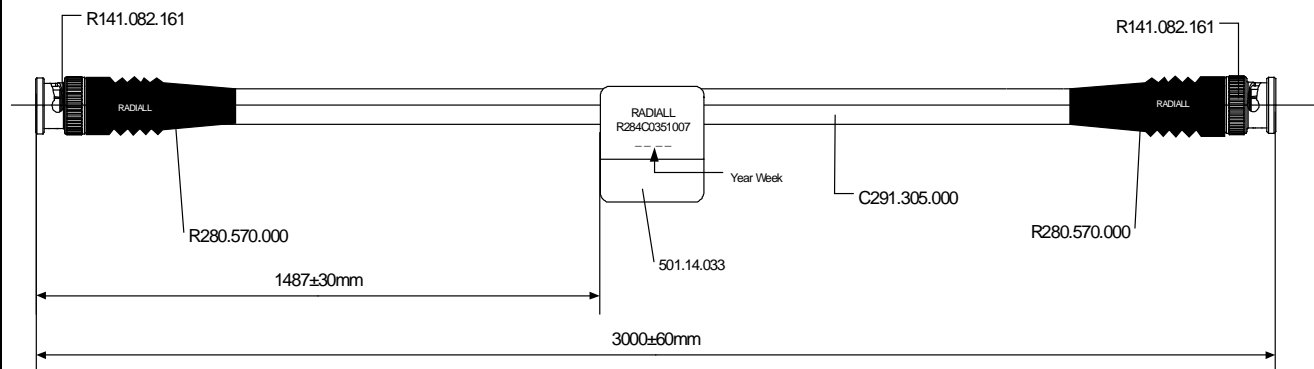 R141.082.161
R141.082.161
RADIALL
RADIALL
RADIALL
R284C0351007
Year Week
C291.305.000
R280.570.000
R280.570.000
501.14.033
1487±30mm
3000±60mm